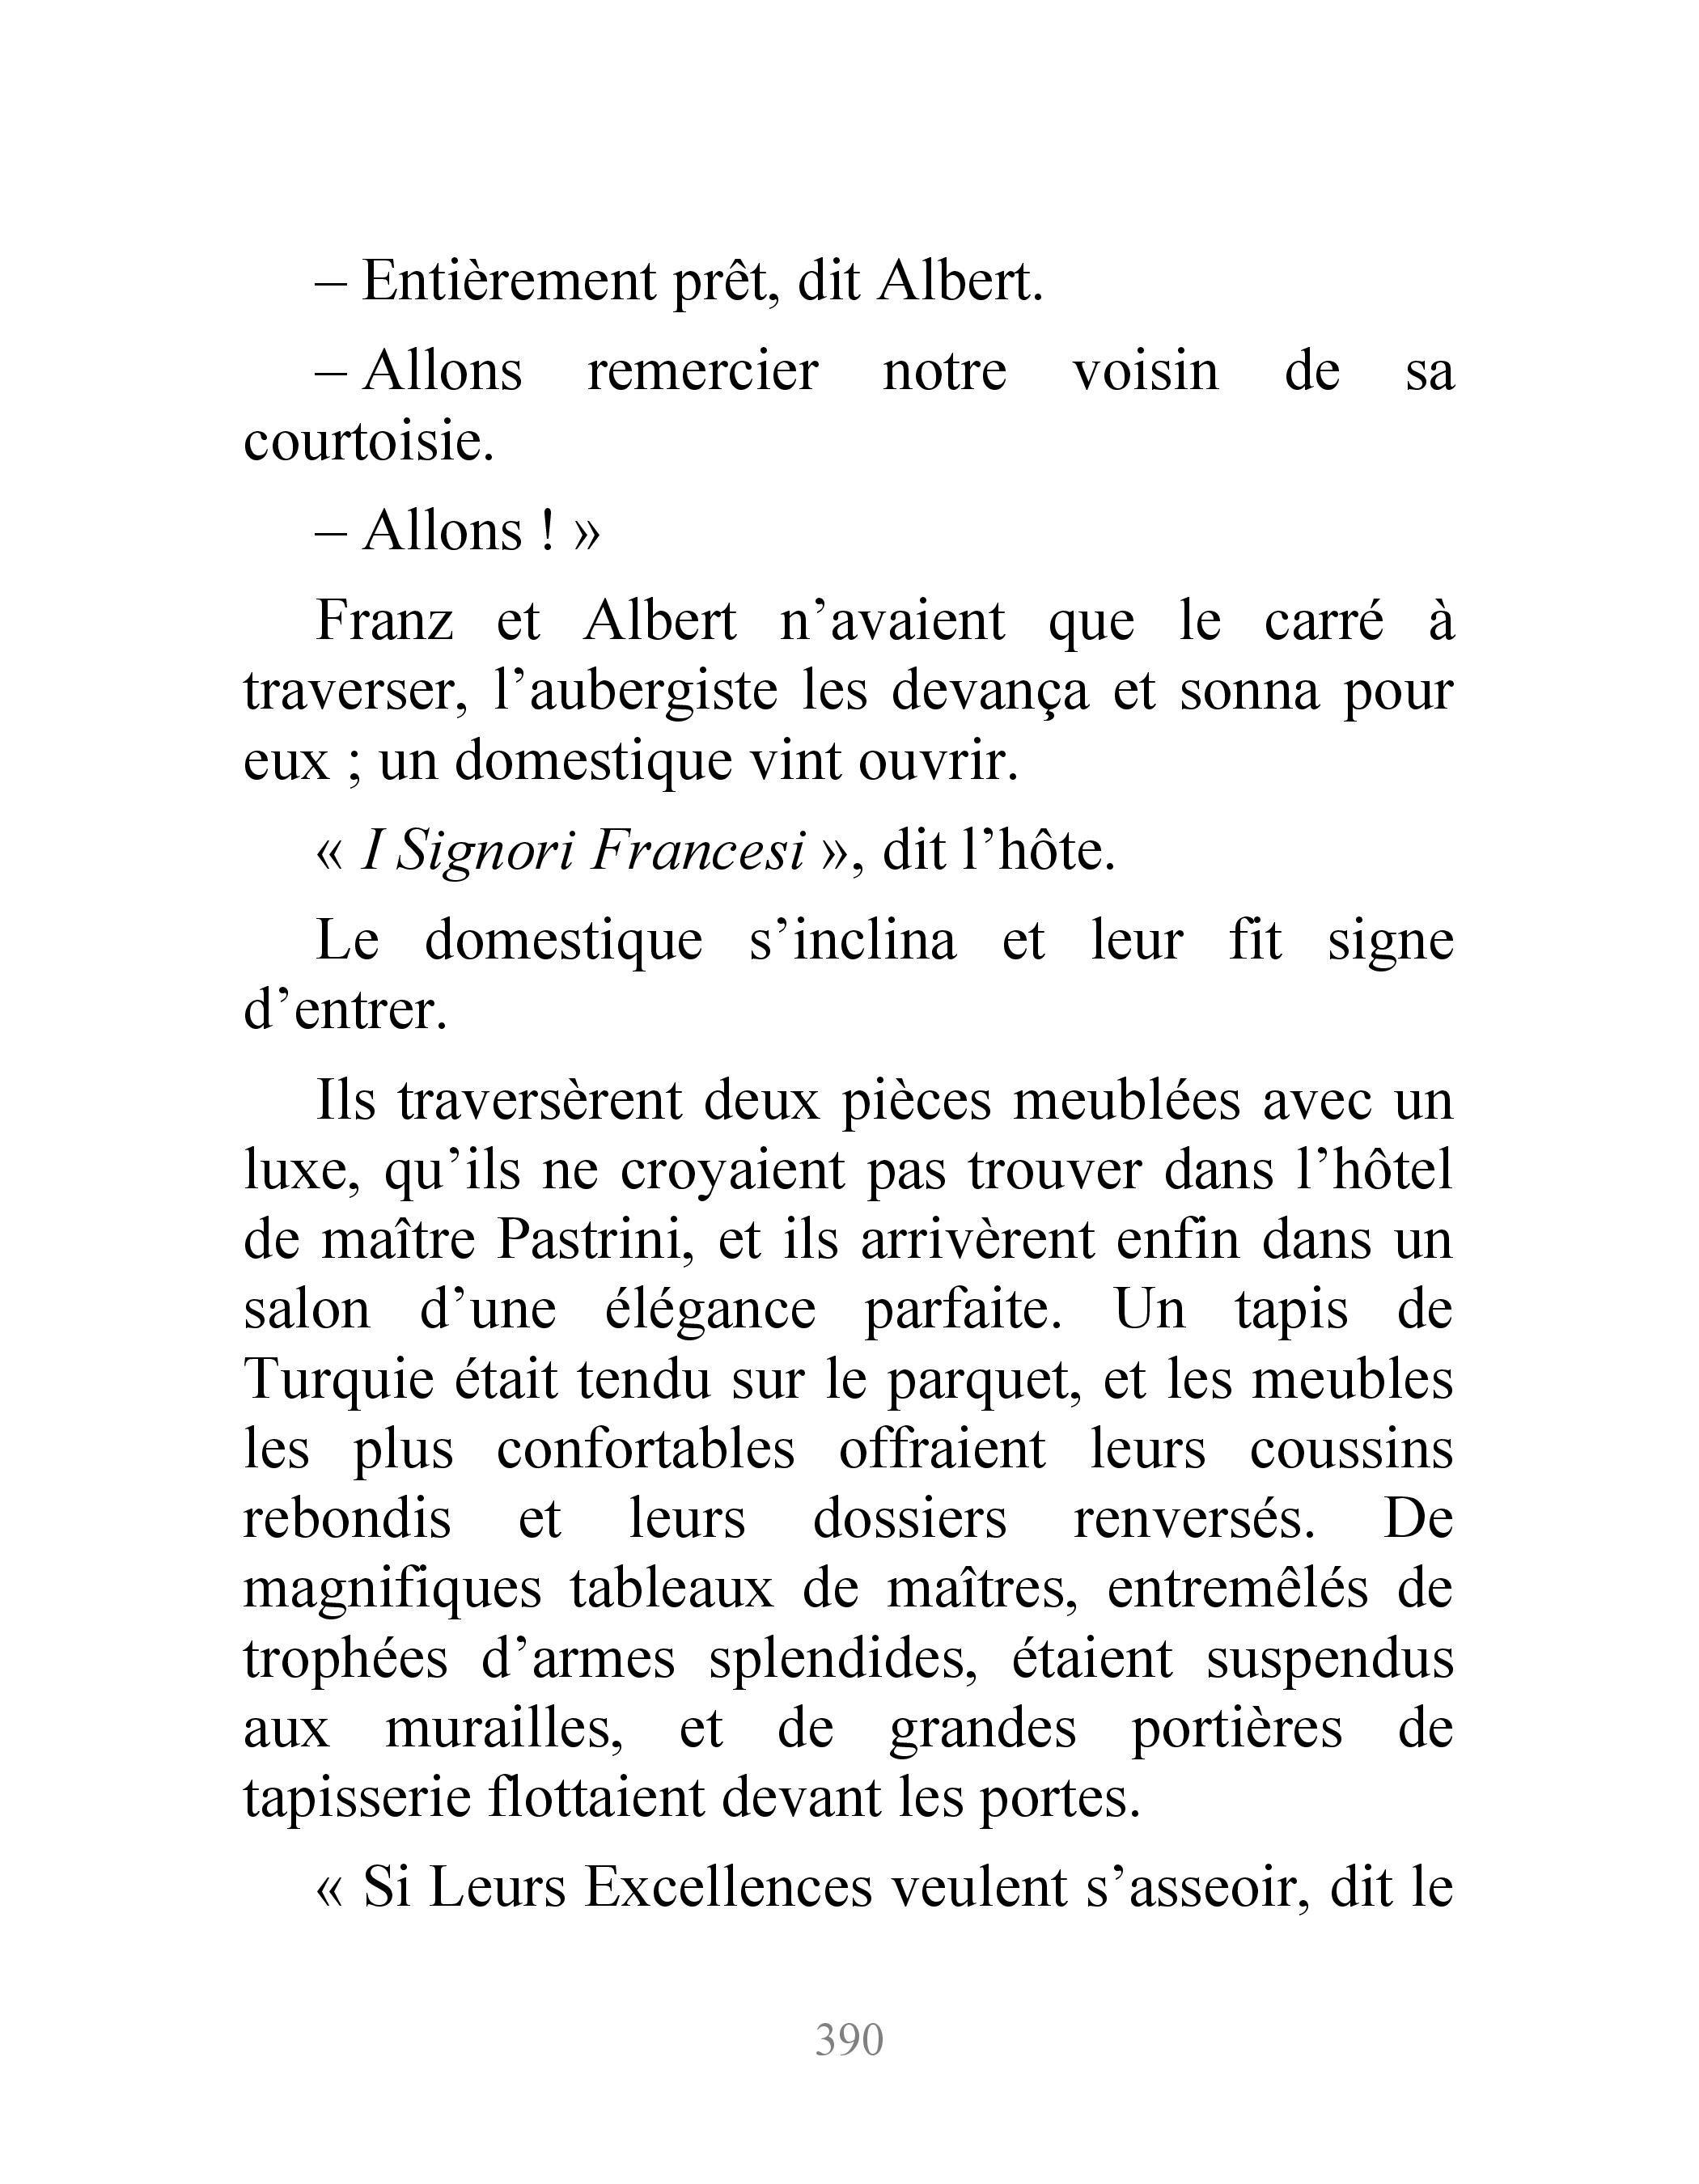 – Entièrement prêt, dit Albert.
– Allons remercier notre voisin de sa
courtoisie.
– Allons ! »
Franz et Albert n’avaient que le carré à
traverser, l’aubergiste les devança et sonna pour
eux ; un domestique vint ouvrir.
« I Signori Francesi », dit l’hôte.
Le domestique s’inclina et leur fit signe
d’entrer.
Ils traversèrent deux pièces meublées avec un
luxe, qu’ils ne croyaient pas trouver dans l’hôtel
de maître Pastrini, et ils arrivèrent enfin dans un
salon d’une élégance parfaite. Un tapis de
Turquie était tendu sur le parquet, et les meubles
les plus confortables offraient leurs coussins
rebondis et leurs dossiers renversés. De
magnifiques tableaux de maîtres, entremêlés de
trophées d’armes splendides, étaient suspendus
aux murailles, et de grandes portières de
tapisserie flottaient devant les portes.
« Si Leurs Excellences veulent s’asseoir, dit le
390